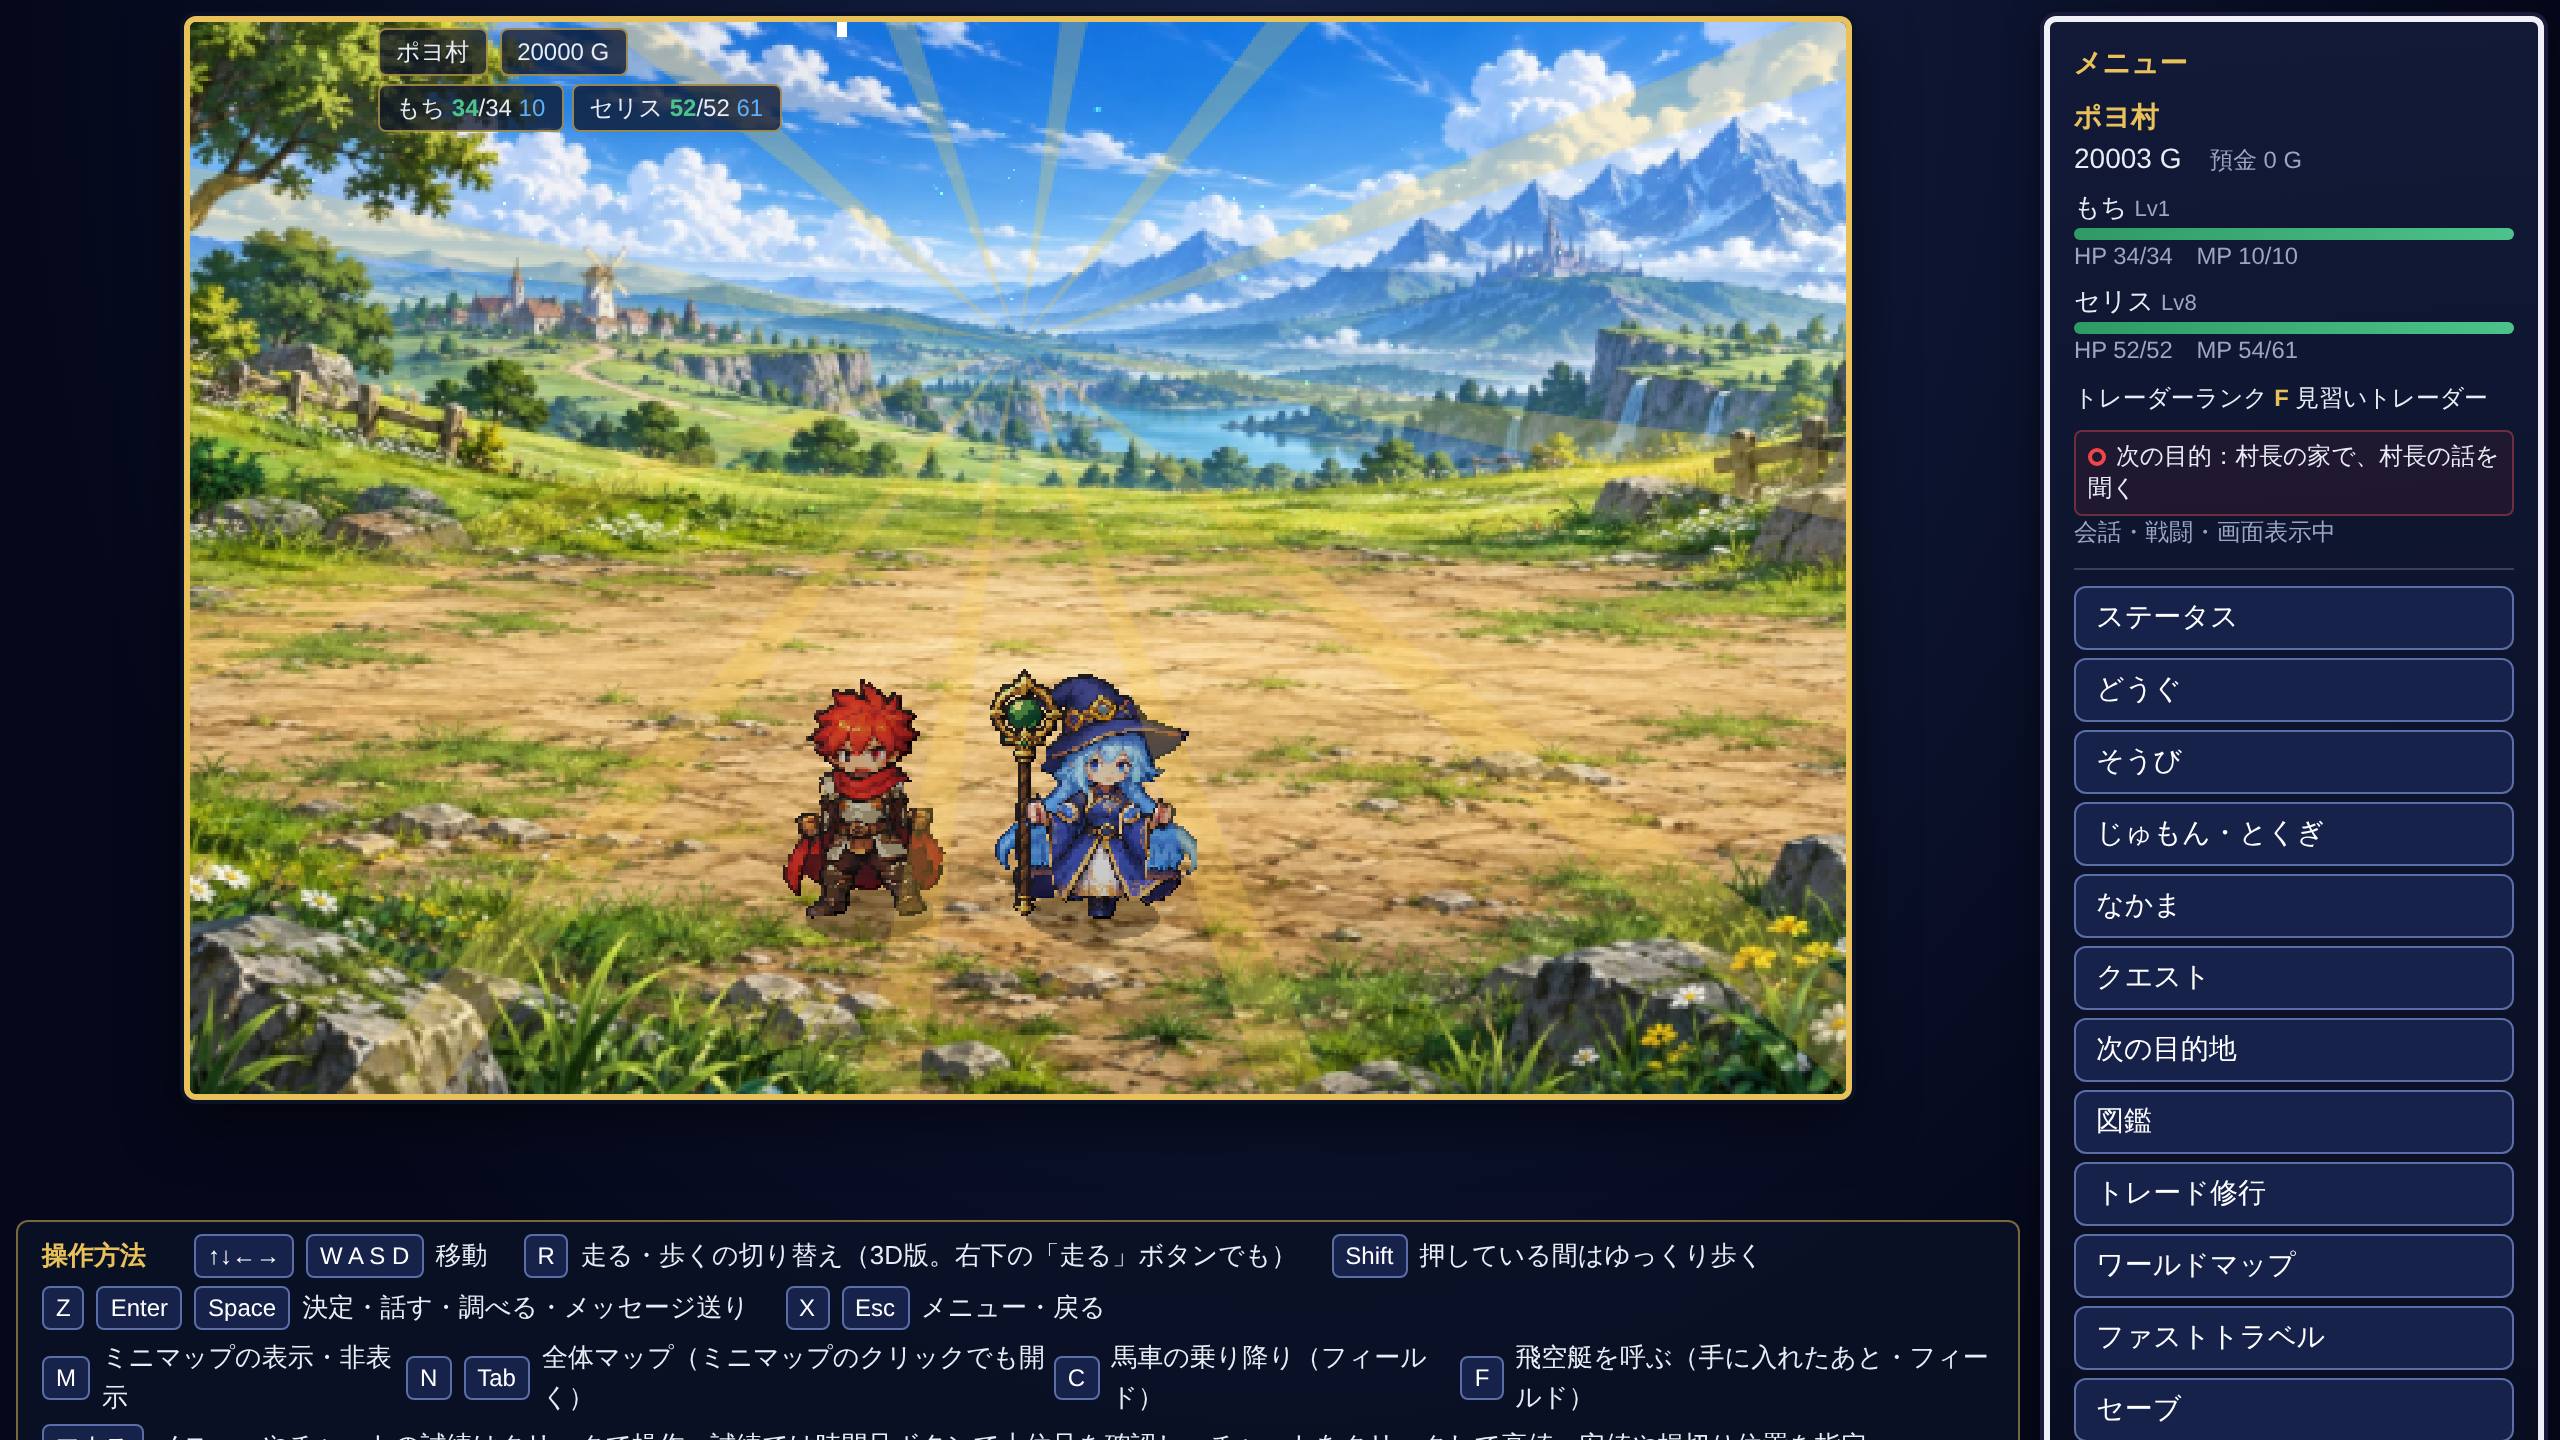 ポヨ村
20000 G
もち 34/34 10
セリス 52/52 61
メニュー
ポヨ村
20003 G 預金 0 G
もち Lv1
HP 34/34 MP 10/10
セリス Lv8
HP 52/52 MP 54/61
トレーダーランク F 見習いトレーダー
次の目的：村長の家で、村長の話を
聞く
会話・戦闘・画面表示中
ステータス
どうぐ
そうび
じゅもん・とくぎ
なかま
クエスト
次の目的地
図鑑
トレード修行
ワールドマップ
ファストトラベル
セーブ
操作方法 ↑↓←→ W A S D 移動 R 走る・歩くの切り替え（3D版。右下の「走る」ボタンでも） Shift 押している間はゆっくり歩く
Z Enter Space 決定・話す・調べる・メッセージ送り X Esc メニュー・戻る
M ミニマップの表示・非表示 N Tab 全体マップ（ミニマップのクリックでも開く） C 馬車の乗り降り（フィールド） F 飛空艇を呼ぶ（手に入れたあと・フィールド）